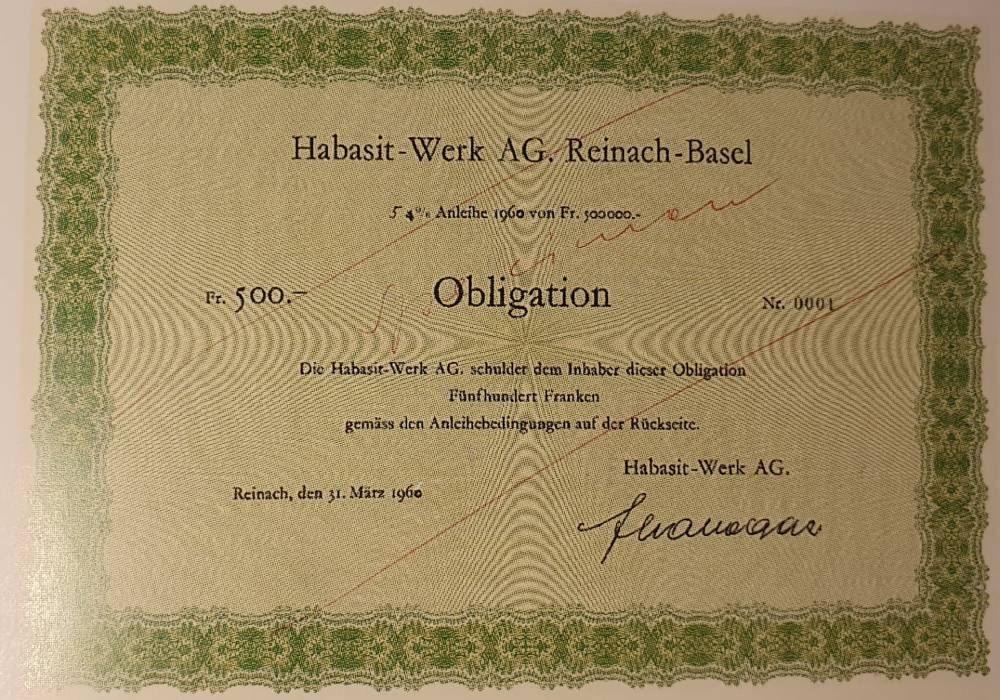 Habasit-Werk AG. Reinach-Basel
5 4% Anleihe 1960 von Fr. 500000.-
Fr. 500.-
Obligation
Nr. 0001
Die Habasit-Werk AG. schuldet dem Inhaber dieser Obligation
Fünfhundert Franken
gemäss den Anleihebedingungen auf der Rückseite.
Habasit-Werk AG.
Reinach, den 31. März 1960